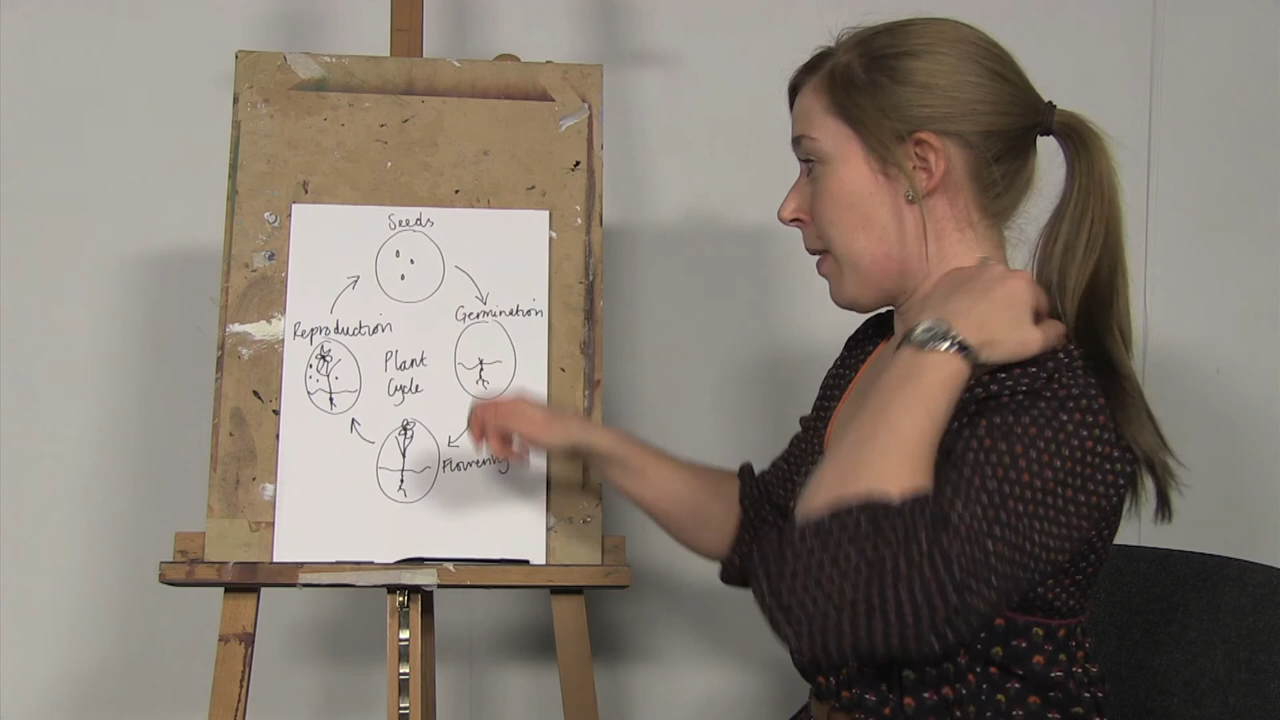 Seeds
Germination
Reproduction
Plant
Cycle
Flowering